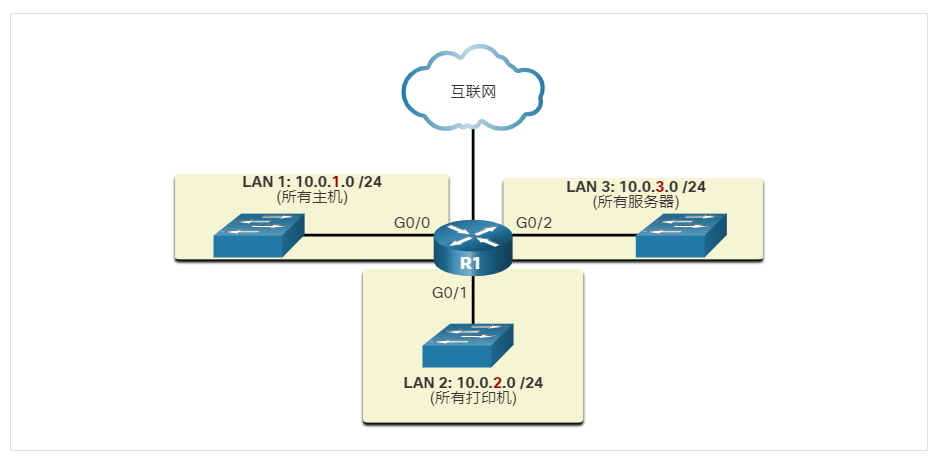 互联网
LAN 1: 10.0.1.0 /24
(所有主机)
LAN 3: 10.0.3.0 /24
(所有服务器)
G0/0
G0/2
R1
G0/1
LAN 2: 10.0.2.0 /24
(所有打印机)